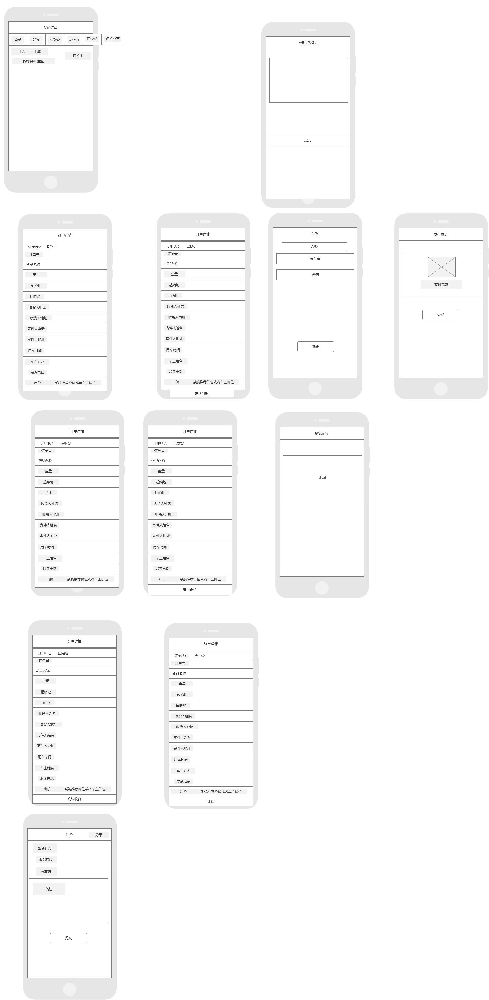 我的订单
全部 报价中 待取货 发货中 已完成 评价分享
北京--------上海
报价中
货物名称/重量
上传付款凭证
提交
订单详情
订单状态 报价中
订单号
货品名称
重量
起始地
目的地
收货人电话
收货人地址
寄件人电话
寄件人地址
用车时间
车主姓名
联系电话
出价 系统推荐价位或者车主价位
订单详情
订单状态 已报价
订单号
货品名称
重量
起始地
目的地
收货人姓名
收货人地址
寄件人姓名
寄件人地址
用车时间
车主姓名
联系电话
出价 系统推荐价位或者车主价位
确认付款
付款
余额
支付宝
微信
确定
支付成功
支付完成
完成
订单详情
订单状态 待取货
订单号
货品名称
重量
起始地
目的地
收货人姓名
收货人地址
寄件人姓名
寄件人地址
用车时间
车主姓名
联系电话
出价 系统推荐价位或者车主价位
订单详情
订单状态 已发货
订单号
货品名称
重量
起始地
目的地
收货人姓名
收货人地址
寄件人姓名
寄件人地址
用车时间
车主姓名
联系电话
出价 系统推荐价位或者车主价位
查看定位
物流定位
地图
订单详情
订单状态 已完成
订单号
货品名称
重量
起始地
目的地
收货人姓名
收货人地址
寄件人姓名
寄件人地址
用车时间
车主姓名
联系电话
出价 系统推荐价位或者车主价位
确认收货
订单详情
订单状态 待评价
订单号
货品名称
重量
起始地
目的地
收货人姓名
收货人地址
寄件人姓名
寄件人地址
用车时间
车主姓名
联系电话
出价 系统推荐价位或者车主价位
评价
评价 分享
发货速度
服务态度
满意度
备注
提交